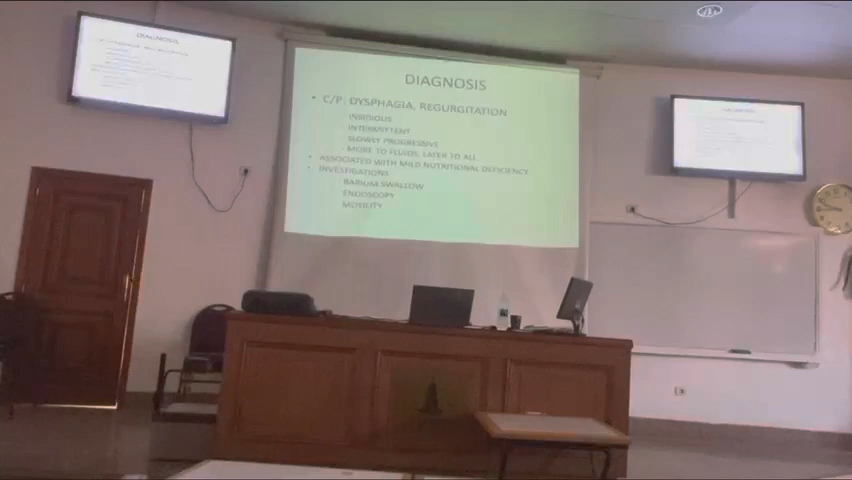 DIAGNOSIS
• C/P: DYSPHAGIA, REGURGITATION
INSIDIOUS
INTERMITTENT
SLOWLY PROGRESSIVE
MORE TO FLUIDS, LATER TO ALL
• ASSOCIATED WITH MILD NUTRITIONAL DEFICIENCY
• INVESTIGATIONS
BARIUM SWALLOW
ENDOSCOPY
MOTILITY
DIAGNOSIS
DIAGNOSIS